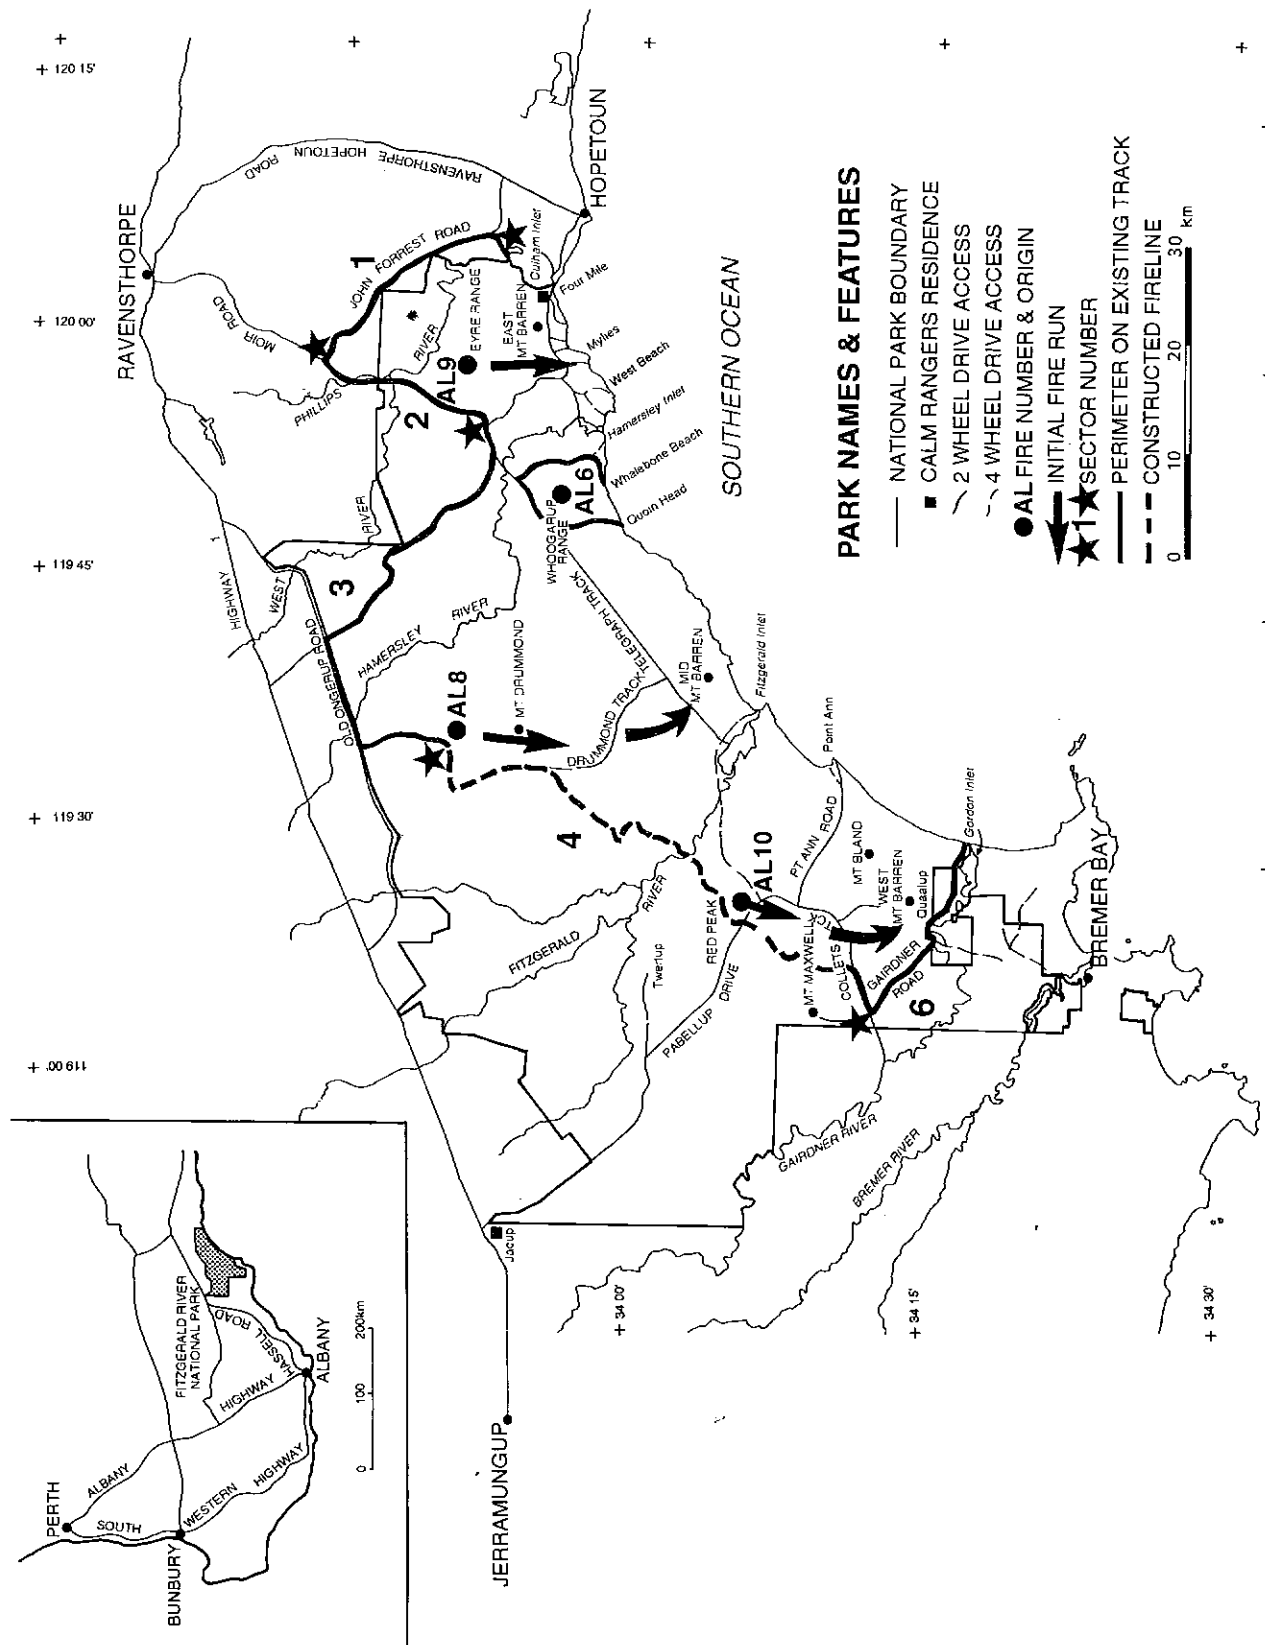 PERTH
BUNBURY
SOUTH
WESTERN
HIGHWAY
ALBANY
HIGHWAY
FITZGERALD RIVER
NATIONAL PARK
HASSELL ROAD
ALBANY
0 100 200km
+ 119 00'
+ 119 30'
+ 119 45'
+ 120 00'
+ 120 15'
+ 34 00'
+ 34 15'
+ 34 30'
RAVENSTHORPE
MOIR ROAD
RAVENSTHORPE HOPETOUN ROAD
JOHN FORREST ROAD
1
HOPETOUN
Culham Inlet
Four Mile
EYRE RANGE
EAST
MT BARREN
Mylies
West Beach
Hamersley Inlet
Whalebone Beach
Quoin Head
PHILLIPS
RIVER
AL9
2
HIGHWAY
1
WEST
RIVER
3
OLD ONGERUP ROAD
HAMERSLEY
RIVER
WHOOGARUP
RANGE
AL6
TELEGRAPH TRACK
AL8
MT DRUMMOND
DRUMMOND TRACK
MID
MT BARREN
Fitzgerald Inlet
Point Ann
4
FITZGERALD
RIVER
Twertup
RED PEAK
AL10
PT ANN ROAD
MT BLAND
WEST
MT BARREN
Quaalup
Gordon Inlet
PABELLUP DRIVE
MT MAXWELL
COLLETS
TCK
GAIRDNER
ROAD
6
BREMER BAY
GAIRDNER RIVER
BREMER RIVER
Jacup
JERRAMUNGUP
SOUTHERN OCEAN
PARK NAMES & FEATURES
NATIONAL PARK BOUNDARY
CALM RANGERS RESIDENCE
2 WHEEL DRIVE ACCESS
4 WHEEL DRIVE ACCESS
AL FIRE NUMBER & ORIGIN
INITIAL FIRE RUN
1 SECTOR NUMBER
PERIMETER ON EXISTING TRACK
CONSTRUCTED FIRELINE
0 10 20 30
km